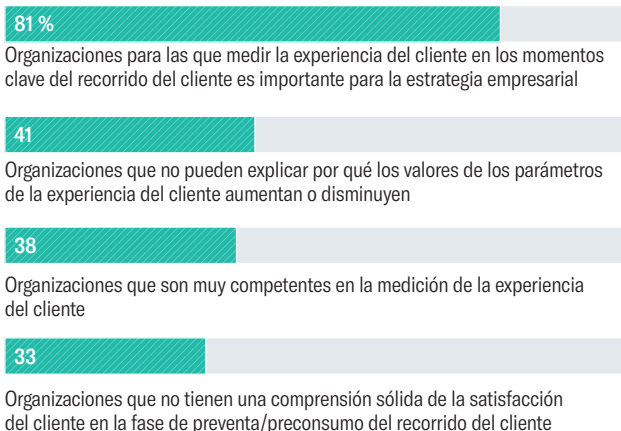 81 %
Organizaciones para las que medir la experiencia del cliente en los momentos
clave del recorrido del cliente es importante para la estrategia empresarial
41
Organizaciones que no pueden explicar por qué los valores de los parámetros
de la experiencia del cliente aumentan o disminuyen
38
Organizaciones que son muy competentes en la medición de la experiencia
del cliente
33
Organizaciones que no tienen una comprensión sólida de la satisfacción
del cliente en la fase de preventa/preconsumo del recorrido del cliente